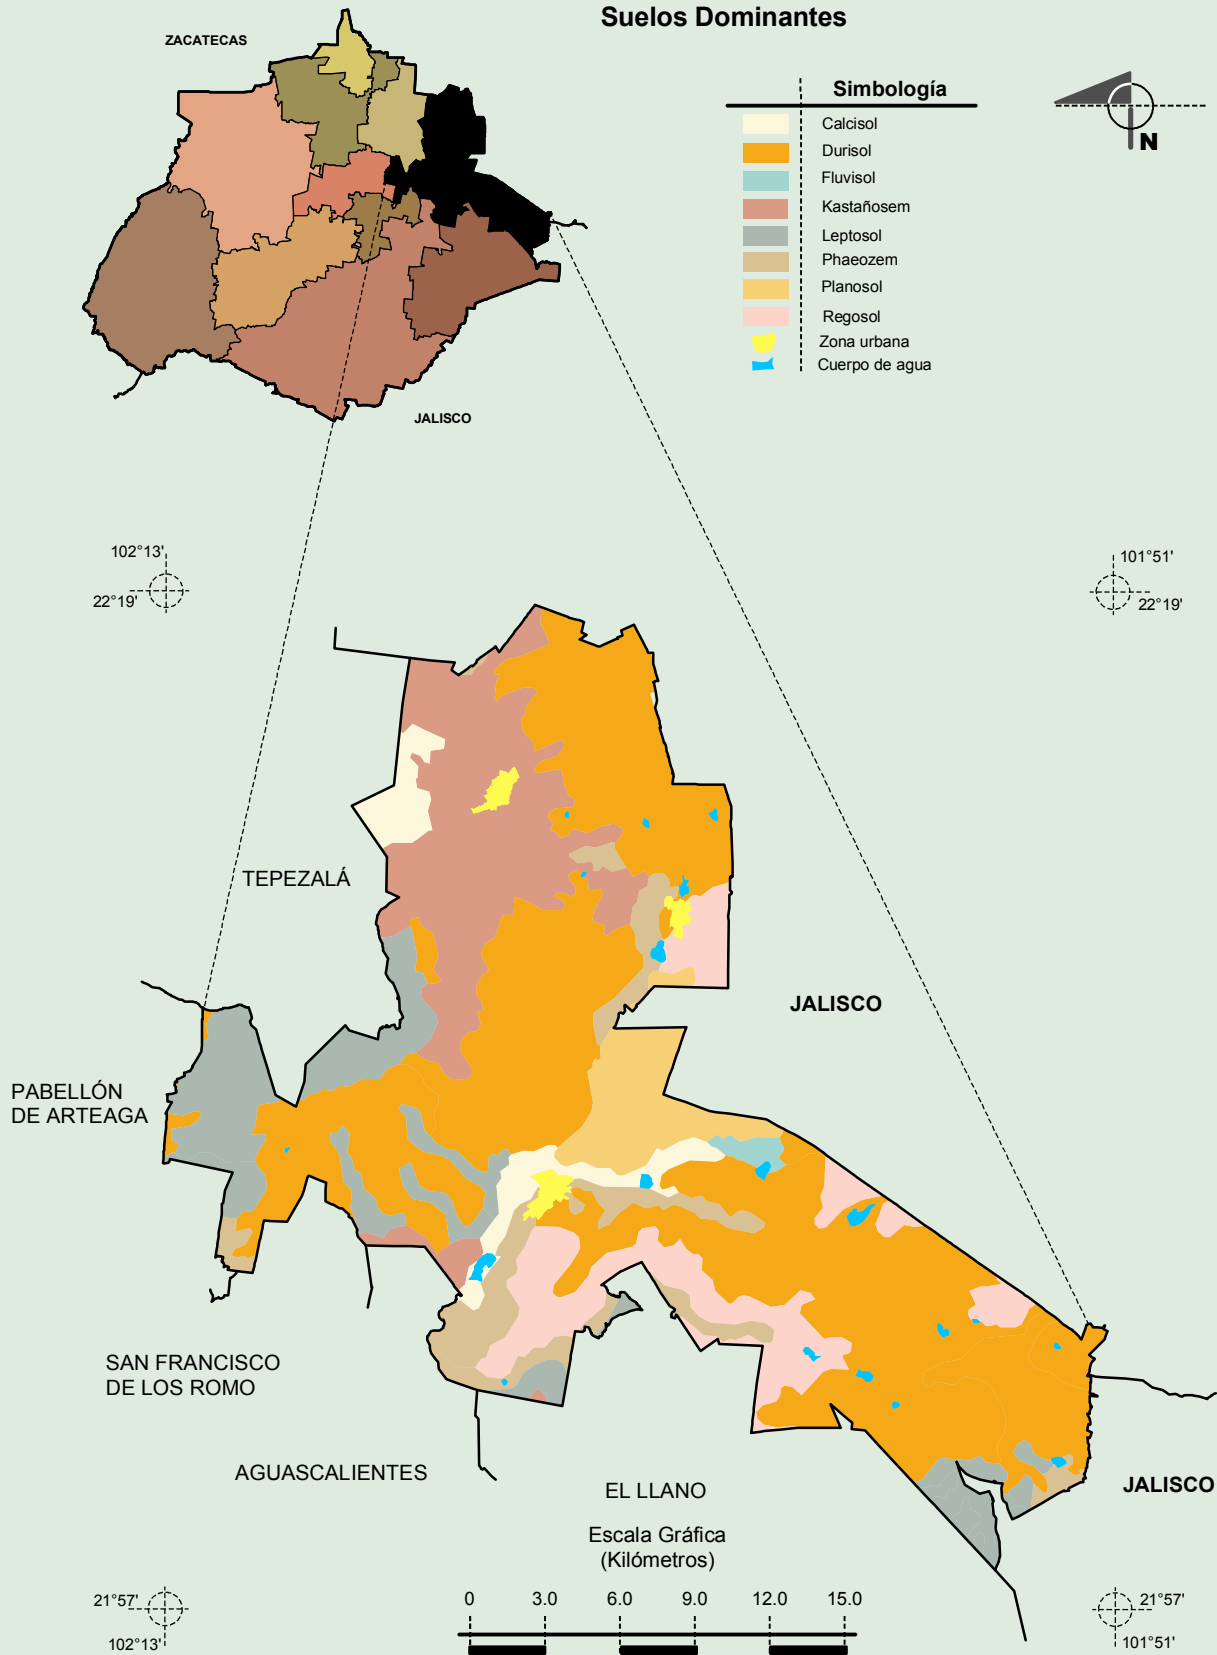 Suelos Dominantes
ZACATECAS
JALISCO
Simbología
Calcisol
Durisol
Fluvisol
Kastañosem
Leptosol
Phaeozem
Planosol
Regosol
Zona urbana
Cuerpo de agua
N
102°13'
22°19'
101°51'
22°19'
TEPEZALÁ
JALISCO
PABELLÓN
DE ARTEAGA
SAN FRANCISCO
DE LOS ROMO
AGUASCALIENTES
EL LLANO
JALISCO
Escala Gráfica
(Kilómetros)
0 3.0 6.0 9.0 12.0 15.0
21°57'
102°13'
21°57'
101°51'